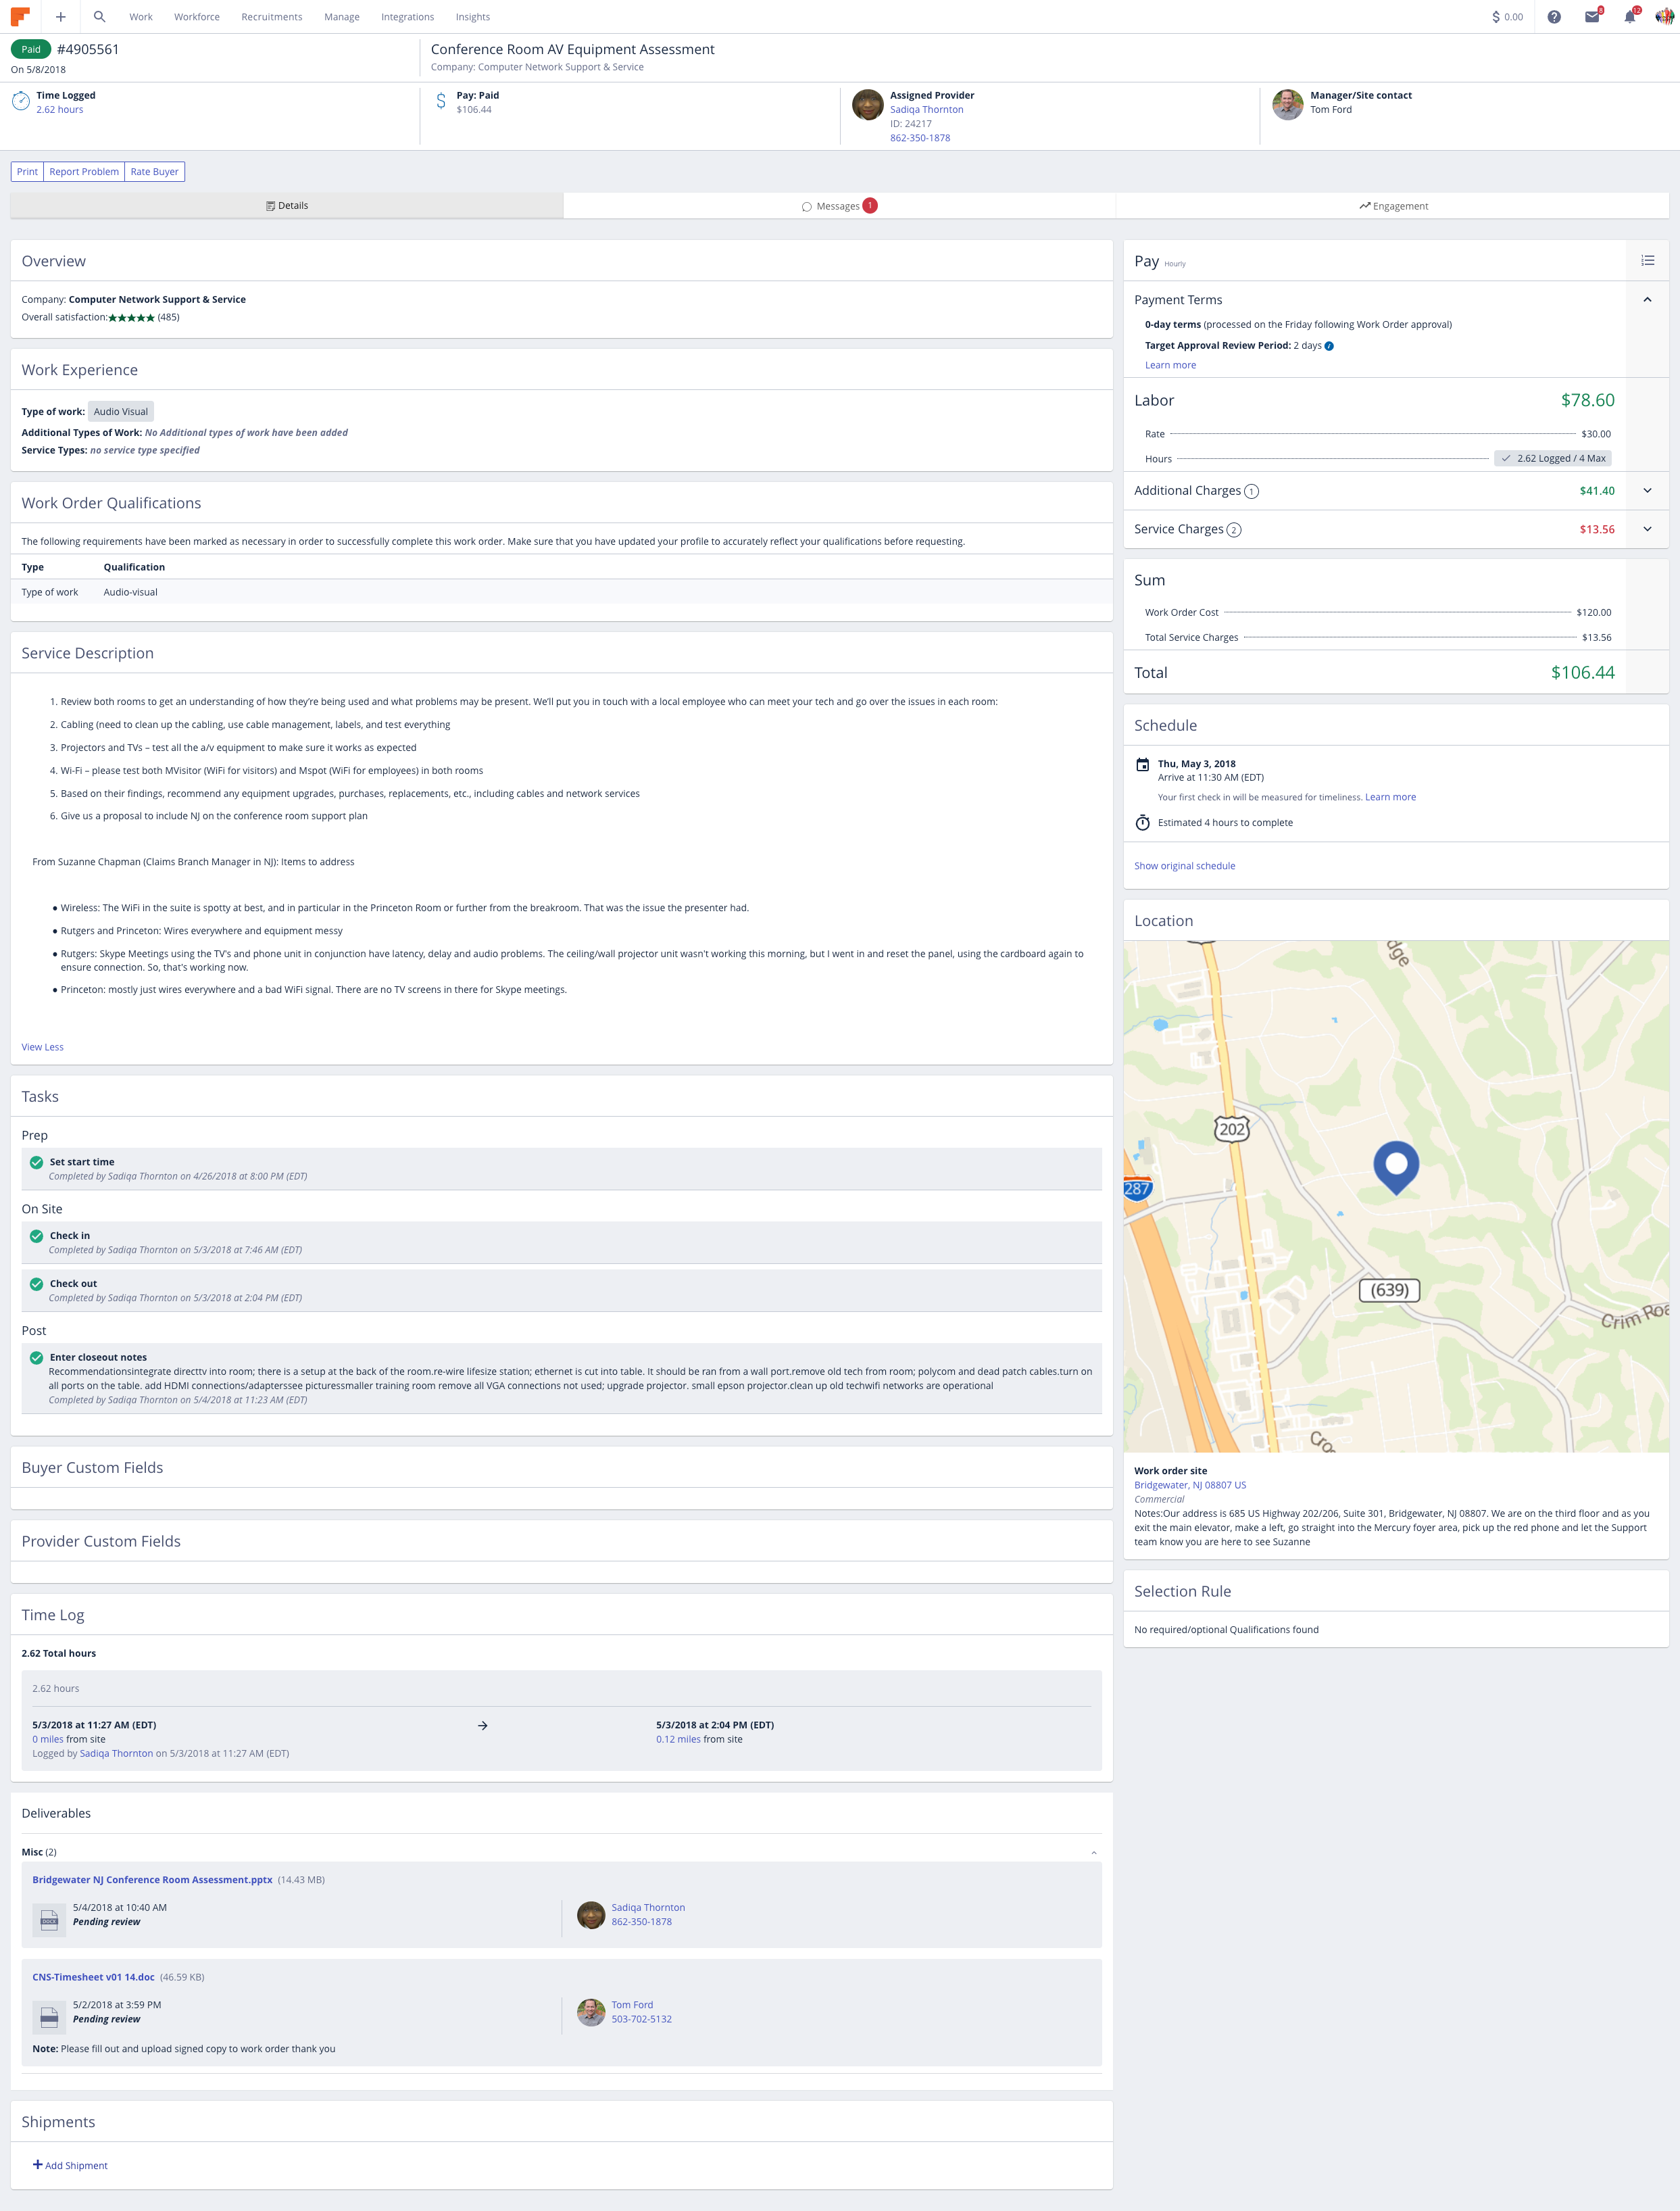 Work Workforce Recruitments Manage Integrations Insights $ 0.00 8 12
Paid #4905561
On 5/8/2018
Conference Room AV Equipment Assessment
Company: Computer Network Support & Service
Time Logged
2.62 hours
Pay: Paid
$106.44
Assigned Provider
Sadiqa Thornton
ID: 24217
862-350-1878
Manager/Site contact
Tom Ford
Print Report Problem Rate Buyer
Details Messages 1 Engagement
Overview
Company: Computer Network Support & Service
Overall satisfaction:★★★★★ (485)
Work Experience
Type of work: Audio Visual
Additional Types of Work: No Additional types of work have been added
Service Types: no service type specified
Work Order Qualifications
The following requirements have been marked as necessary in order to successfully complete this work order. Make sure that you have updated your profile to accurately reflect your qualifications before requesting.
Type Qualification
Type of work Audio-visual
Service Description
1. Review both rooms to get an understanding of how they're being used and what problems may be present. We'll put you in touch with a local employee who can meet your tech and go over the issues in each room:
2. Cabling (need to clean up the cabling, use cable management, labels, and test everything
3. Projectors and TVs – test all the a/v equipment to make sure it works as expected
4. Wi-Fi – please test both MVisitor (WiFi for visitors) and Mspot (WiFi for employees) in both rooms
5. Based on their findings, recommend any equipment upgrades, purchases, replacements, etc., including cables and network services
6. Give us a proposal to include NJ on the conference room support plan
From Suzanne Chapman (Claims Branch Manager in NJ): Items to address
● Wireless: The WiFi in the suite is spotty at best, and in particular in the Princeton Room or further from the breakroom. That was the issue the presenter had.
● Rutgers and Princeton: Wires everywhere and equipment messy
● Rutgers: Skype Meetings using the TV's and phone unit in conjunction have latency, delay and audio problems. The ceiling/wall projector unit wasn't working this morning, but I went in and reset the panel, using the cardboard again to
ensure connection. So, that's working now.
● Princeton: mostly just wires everywhere and a bad WiFi signal. There are no TV screens in there for Skype meetings.
View Less
Tasks
Prep
Set start time
Completed by Sadiqa Thornton on 4/26/2018 at 8:00 PM (EDT)
On Site
Check in
Completed by Sadiqa Thornton on 5/3/2018 at 7:46 AM (EDT)
Check out
Completed by Sadiqa Thornton on 5/3/2018 at 2:04 PM (EDT)
Post
Enter closeout notes
Recommendationsintegrate directtv into room; there is a setup at the back of the room.re-wire lifesize station; ethernet is cut into table. It should be ran from a wall port.remove old tech from room; polycom and dead patch cables.turn on
all ports on the table. add HDMI connections/adapterssee picturessmaller training room remove all VGA connections not used; upgrade projector. small epson projector.clean up old techwifi networks are operational
Completed by Sadiqa Thornton on 5/4/2018 at 11:23 AM (EDT)
Buyer Custom Fields
Provider Custom Fields
Time Log
2.62 Total hours
2.62 hours
5/3/2018 at 11:27 AM (EDT)
0 miles from site
Logged by Sadiqa Thornton on 5/3/2018 at 11:27 AM (EDT)
5/3/2018 at 2:04 PM (EDT)
0.12 miles from site
Deliverables
Misc (2)
Bridgewater NJ Conference Room Assessment.pptx (14.43 MB)
DOCX
5/4/2018 at 10:40 AM
Pending review
Sadiqa Thornton
862-350-1878
CNS-Timesheet v01 14.doc (46.59 KB)
5/2/2018 at 3:59 PM
Pending review
Tom Ford
503-702-5132
Note: Please fill out and upload signed copy to work order thank you
Shipments
Add Shipment
Pay Hourly
Payment Terms
0-day terms (processed on the Friday following Work Order approval)
Target Approval Review Period: 2 days
Learn more
Labor $78.60
Rate $30.00
Hours 2.62 Logged / 4 Max
Additional Charges 1 $41.40
Service Charges 2 $13.56
Sum
Work Order Cost $120.00
Total Service Charges $13.56
Total $106.44
Schedule
Thu, May 3, 2018
Arrive at 11:30 AM (EDT)
Your first check in will be measured for timeliness. Learn more
Estimated 4 hours to complete
Show original schedule
Location
dge
202
287
(639)
Crim Roa
Cro
Work order site
Bridgewater, NJ 08807 US
Commercial
Notes:Our address is 685 US Highway 202/206, Suite 301, Bridgewater, NJ 08807. We are on the third floor and as you
exit the main elevator, make a left, go straight into the Mercury foyer area, pick up the red phone and let the Support
team know you are here to see Suzanne
Selection Rule
No required/optional Qualifications found